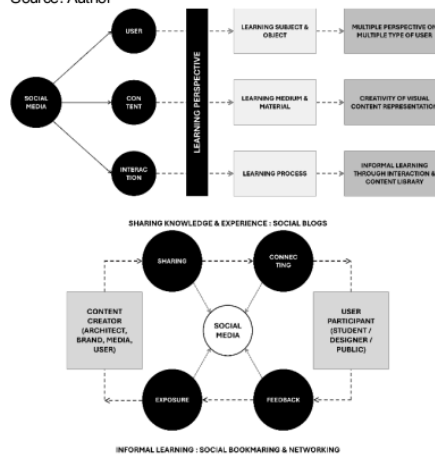 Source: Author
USER
LEARNING SUBJECT &
OBJECT
MULTIPLE PERSPECTIVE ON
MULTIPLE TYPE OF USER
SOCIAL
MEDIA
CON
TENT
LEARNING PERSPECTIVE
LEARNING MEDIUM &
MATERIAL
CREATIVITY OF VISUAL
CONTENT REPRESENTATION
INTERAC
TION
LEARNING PROCESS
INFORMAL LEARNING
THROUGH INTERACTION &
CONTENT LIBRARY
SHARING KNOWLEDGE & EXPERIENCE : SOCIAL BLOGS
SHARING
CONNEC
TING
CONTENT
CREATOR
(ARCHITECT,
BRAND, MEDIA,
USER)
SOCIAL
MEDIA
USER
PARTICIPANT
(STUDENT /
DESIGNER /
PUBLIC)
EXPOSURE
FEEDBACK
INFORMAL LEARNING : SOCIAL BOOKMARING & NETWORKING